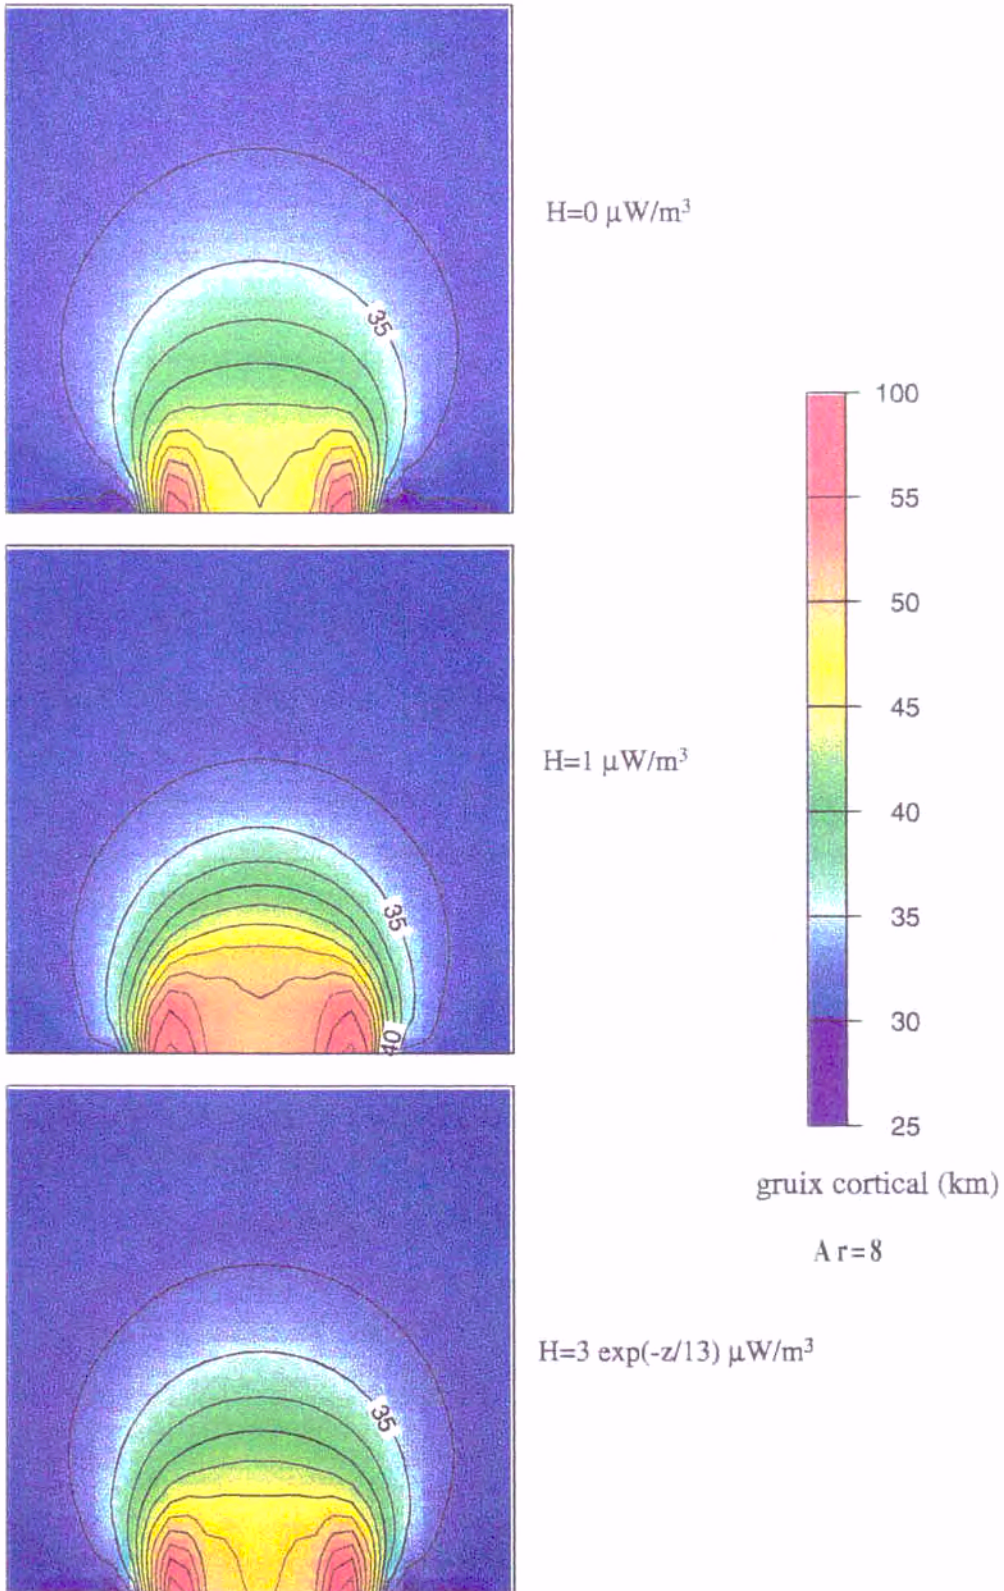 35
H=0 μW/m³
100
55
50
45
40
35
30
25
gruix cortical (km)
Ar=8
35
40
H=1 μW/m³
35
H=3 exp(-z/13) μW/m³